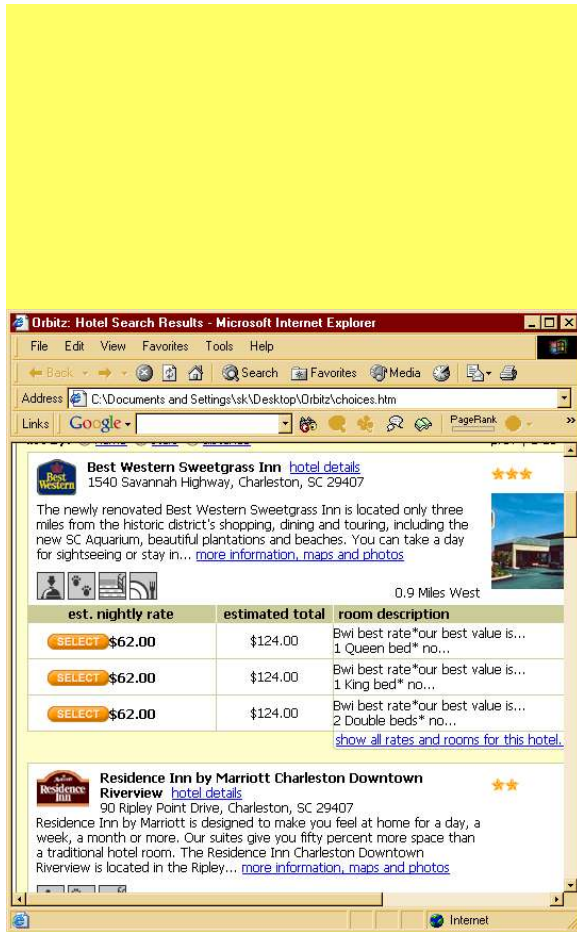 Orbitz: Hotel Search Results - Microsoft Internet Explorer
File Edit View Favorites Tools Help
Back Search Favorites Media
Address C:\Documents and Settings\sk\Desktop\Orbitz\choices.htm
Links Google PageRank »
Best Western
Best Western Sweetgrass Inn hotel details
1540 Savannah Highway, Charleston, SC 29407
The newly renovated Best Western Sweetgrass Inn is located only three
miles from the historic district's shopping, dining and touring, including the
new SC Aquarium, beautiful plantations and beaches. You can take a day
for sightseeing or stay in... more information, maps and photos
0.9 Miles West
est. nightly rate estimated total room description
SELECT $62.00 $124.00 Bwi best rate*our best value is...
1 Queen bed* no...
SELECT $62.00 $124.00 Bwi best rate*our best value is...
1 King bed* no...
SELECT $62.00 $124.00 Bwi best rate*our best value is...
2 Double beds* no...
show all rates and rooms for this hotel.
Residence Inn
Residence Inn by Marriott Charleston Downtown
Riverview hotel details
90 Ripley Point Drive, Charleston, SC 29407
Residence Inn by Marriott is designed to make you feel at home for a day, a
week, a month or more. Our suites give you fifty percent more space than
a traditional hotel room. The Residence Inn Charleston Downtown
Riverview is located in the Ripley... more information, maps and photos
Internet